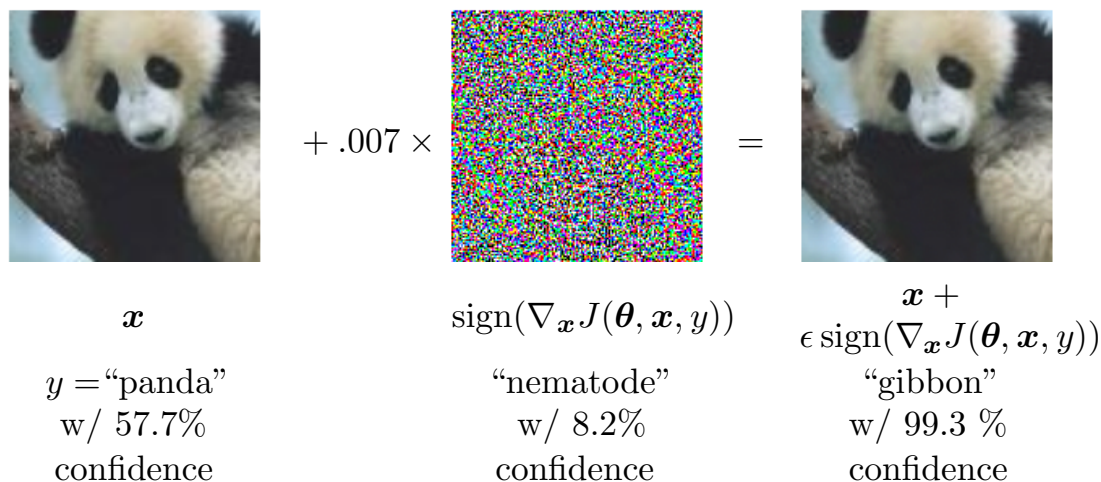 + .007 ×
=
x
sign(∇ₓJ(θ, x, y))
x +
ϵ sign(∇ₓJ(θ, x, y))
y =“panda”
w/ 57.7%
confidence
“nematode”
w/ 8.2%
confidence
“gibbon”
w/ 99.3 %
confidence